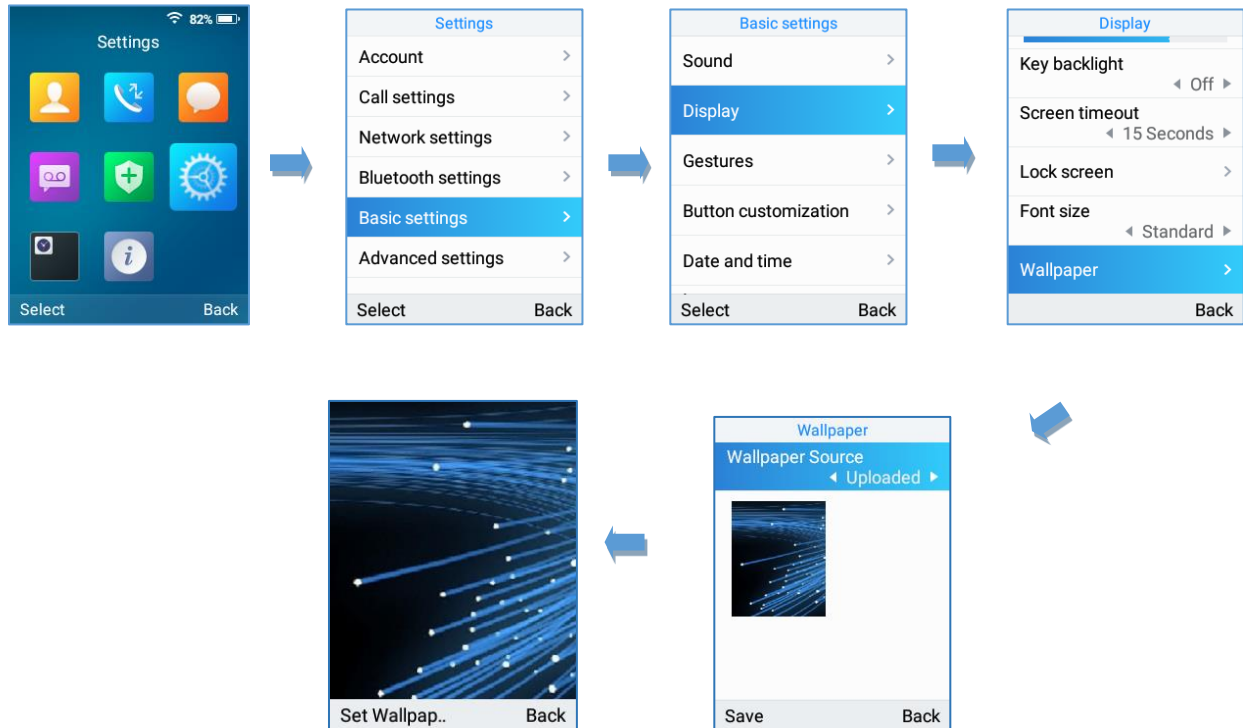 82%
Settings
Select Back
Settings
Account
Call settings
Network settings
Bluetooth settings
Basic settings
Advanced settings
Select Back
Basic settings
Sound
Display
Gestures
Button customization
Date and time
Select Back
Display
Key backlight
Off
Screen timeout
15 Seconds
Lock screen
Font size
Standard
Wallpaper
Back
Wallpaper
Wallpaper Source
Uploaded
Save Back
Set Wallpap.. Back